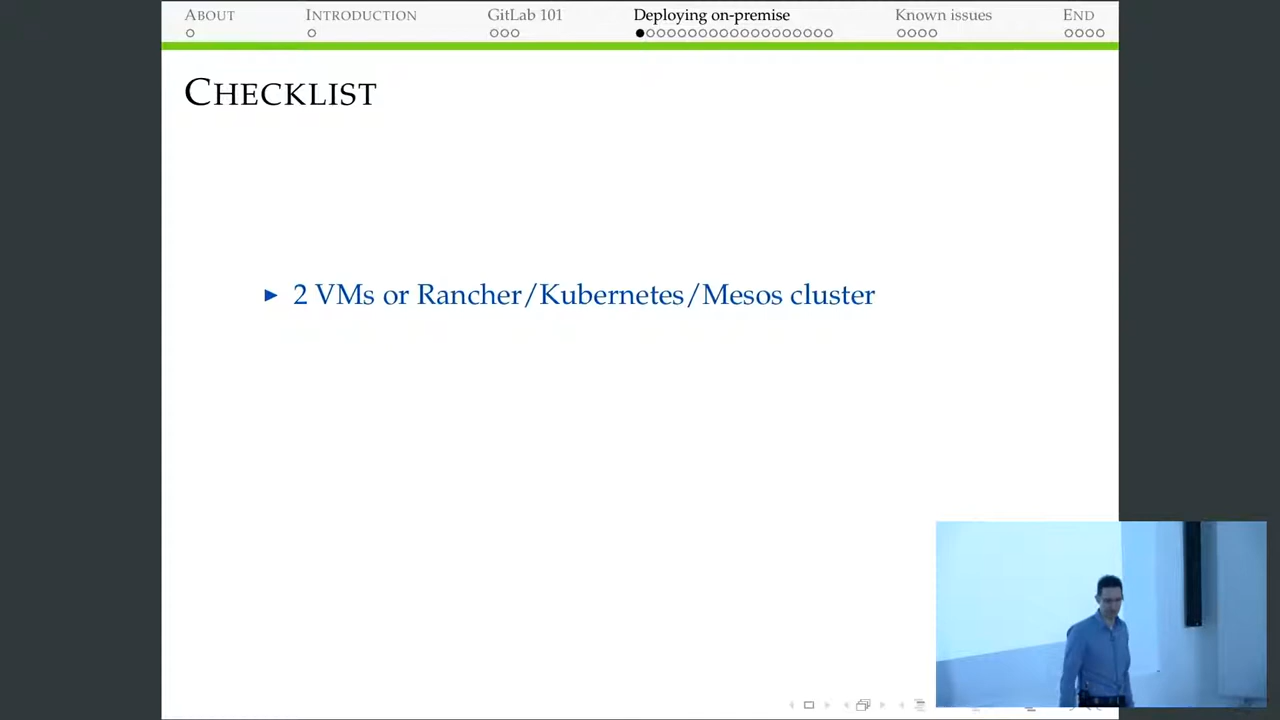 ABOUT
INTRODUCTION
GitLab 101
Deploying on-premise
Known issues
END
CHECKLIST
2 VMs or Rancher/Kubernetes/Mesos cluster